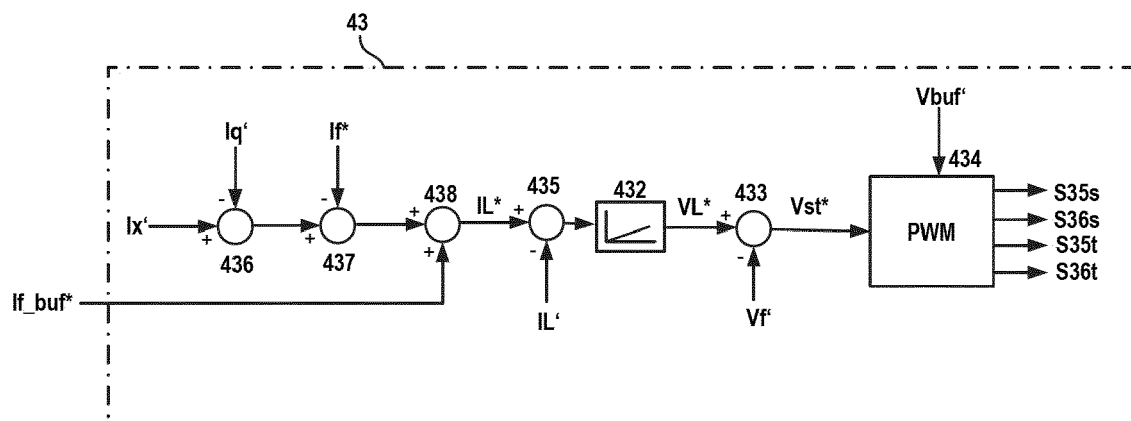 43
Vbuf‘
Iq‘
If*
434
438
IL*
435
432
VL*
433
Vst*
S35s
S36s
S35t
S36t
PWM
Ix‘
-
+
-
+
+
+
+
-
+
-
436
437
If_buf*
IL‘
Vf‘